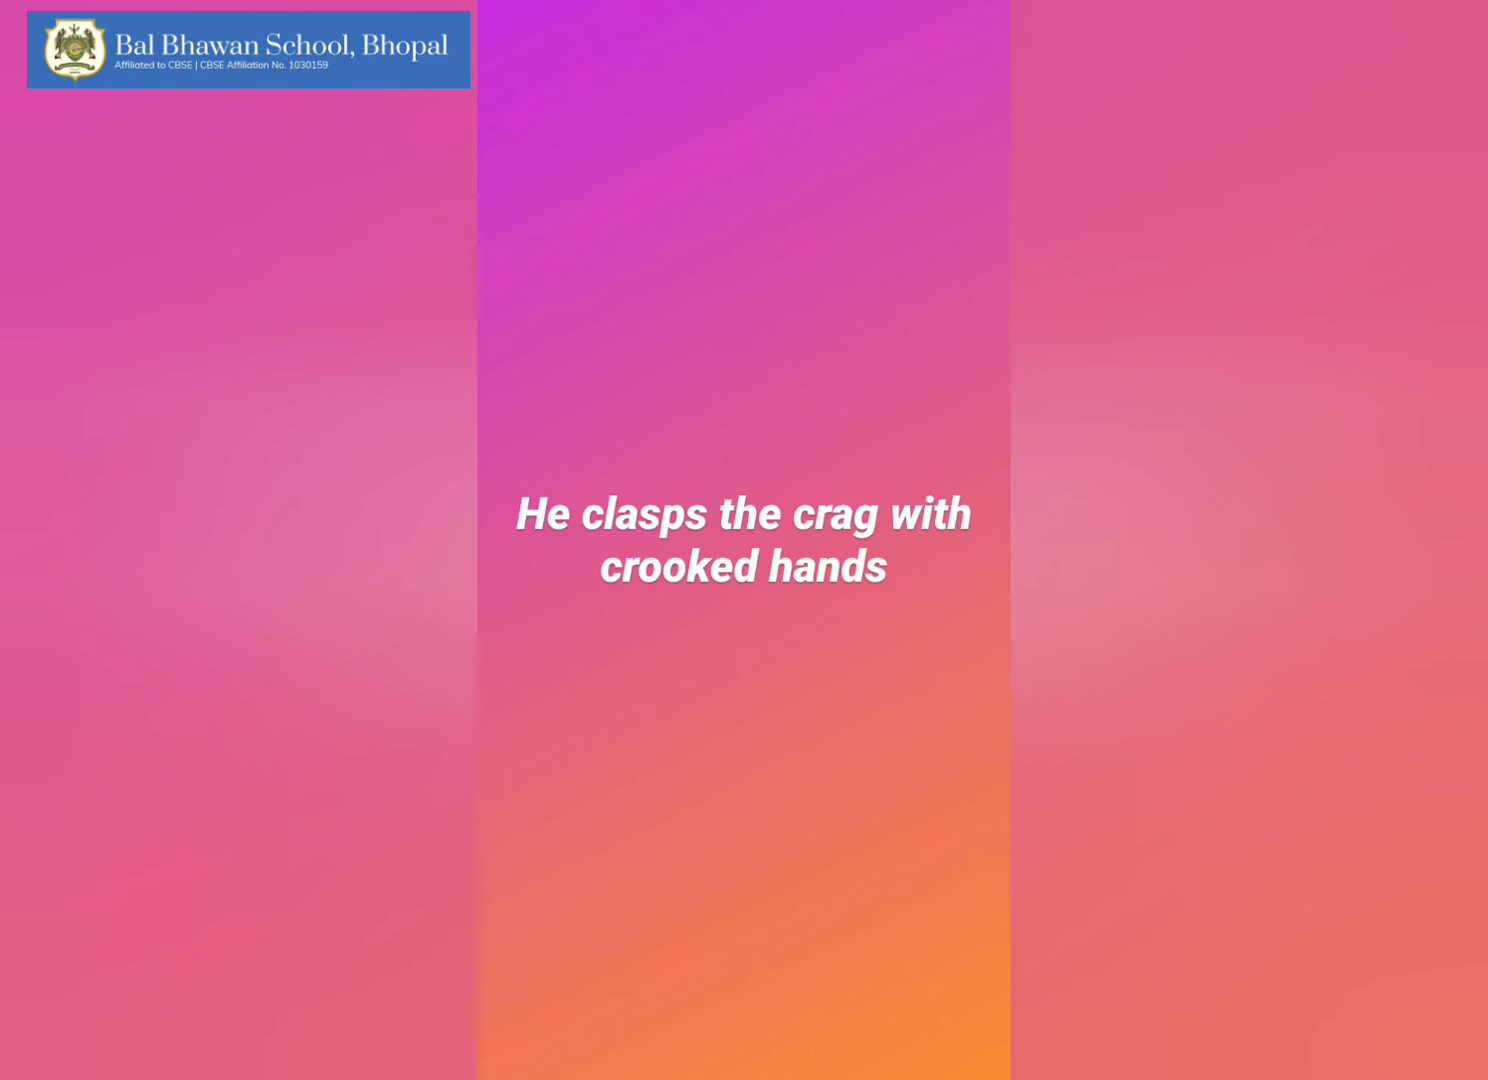 Bal Bhawan School, Bhopal
Affiliated to CBSE | CBSE Affiliation No. 1030159
He clasps the crag with
crooked hands